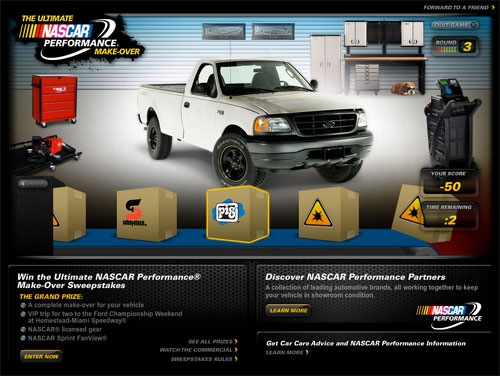 FORWARD TO A FRIEND
THE ULTIMATE
NASCAR
PERFORMANCE
MAKE-OVER
QUIT GAME
ROUND
3
YOUR SCORE
-50
TIME REMAINING
:2
Win the Ultimate NASCAR Performance®
Make-Over Sweepstakes
THE GRAND PRIZE:
A complete make-over for your vehicle
VIP trip for two to the Ford Championship Weekend
at Homestead-Miami Speedway®
NASCAR® licensed gear
NASCAR Sprint FanView®
ENTER NOW
SEE ALL PRIZES
WATCH THE COMMERCIAL
SWEEPSTAKES RULES
Discover NASCAR Performance Partners
A collection of leading automotive brands, all working together to keep
your vehicle in showroom condition.
LEARN MORE
NASCAR
PERFORMANCE
Get Car Care Advice and NASCAR Performance Information
LEARN MORE